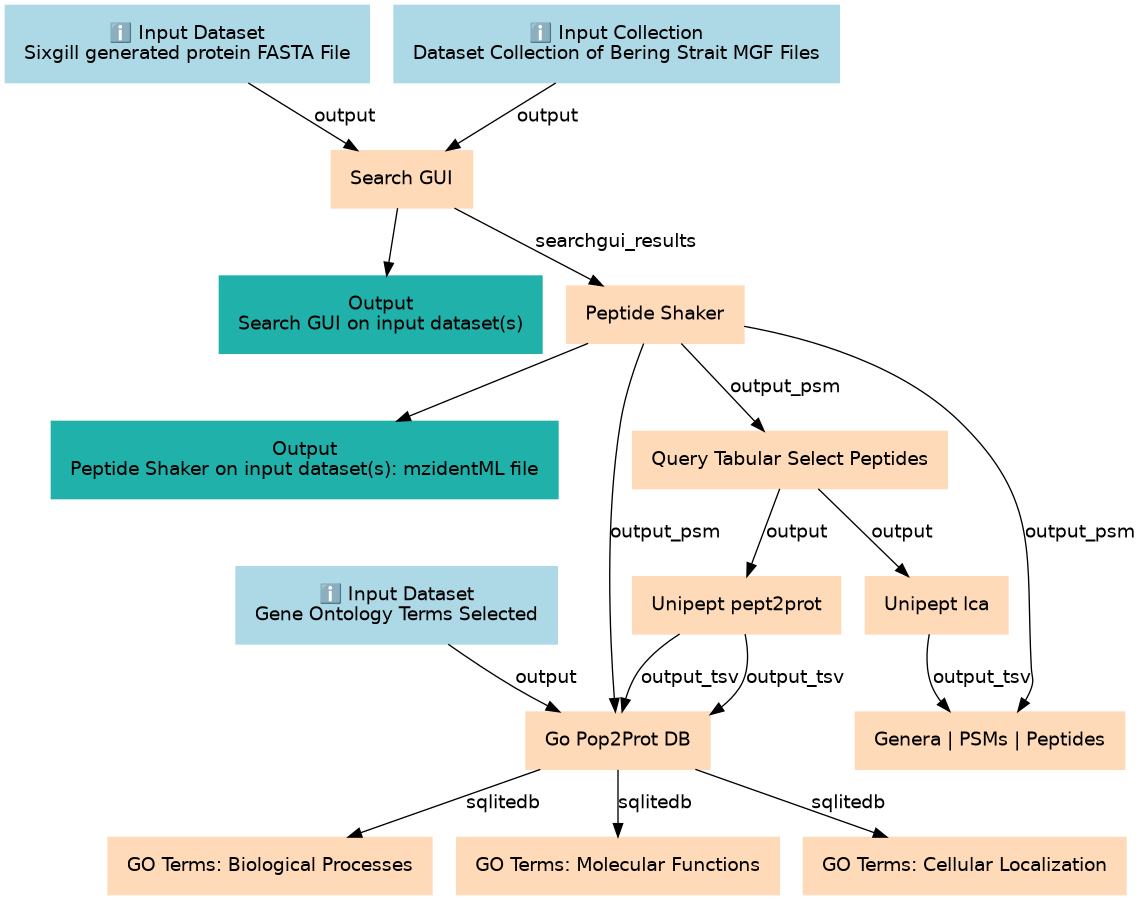 ℹ️ Input Dataset
Sixgill generated protein FASTA File
ℹ️ Input Collection
Dataset Collection of Bering Strait MGF Files
output
output
Search GUI
searchgui_results
Output
Search GUI on input dataset(s)
Peptide Shaker
output_psm
Output
Peptide Shaker on input dataset(s): mzidentML file
Query Tabular Select Peptides
output_psm
output
output
output_psm
ℹ️ Input Dataset
Gene Ontology Terms Selected
Unipept pept2prot
Unipept lca
output
output_tsv
output_tsv
output_tsv
Go Pop2Prot DB
Genera | PSMs | Peptides
sqlitedb
sqlitedb
sqlitedb
GO Terms: Biological Processes
GO Terms: Molecular Functions
GO Terms: Cellular Localization